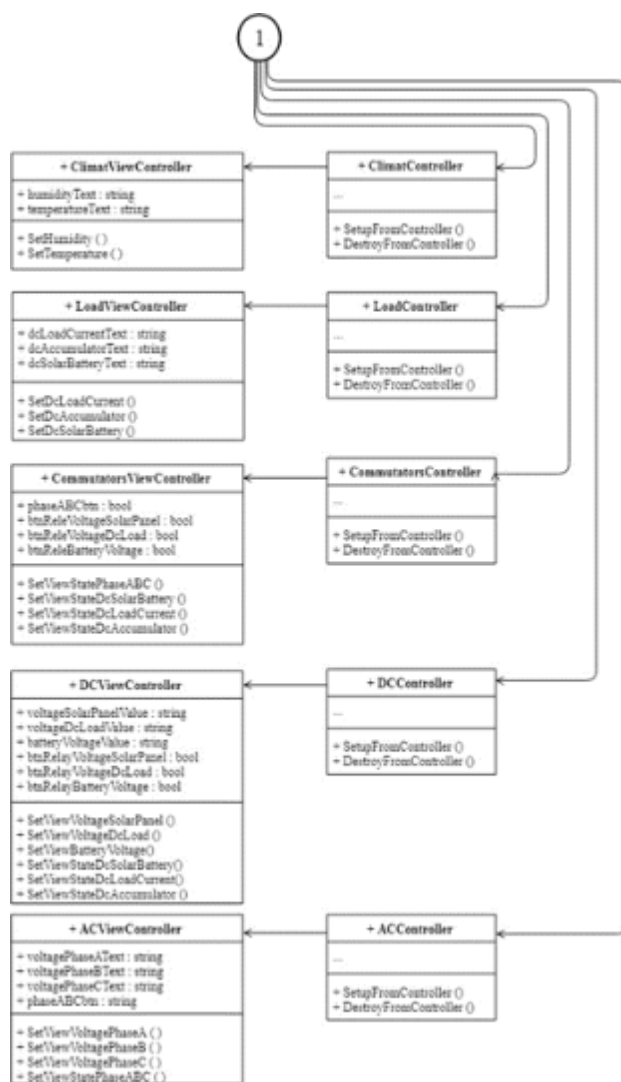 1
+ ClimatViewController
+ humidityText : string
+ temperatureText : string
+ SetHumidity ( )
+ SetTemperature ( )
+ ClimatController
...
+ SetupFromController ()
+ DestroyFromController ()
+ LoadViewController
+ dcLoadCurrentText : string
+ dcAccumulatorText : string
+ dcSolarBatteryText : string
+ SetDcLoadCurrent ()
+ SetDcAccumulator ()
+ SetDcSolarBattery ()
+ LoadController
...
+ SetupFromController ()
+ DestroyFromController ()
+ CommutatorsViewController
+ phaseABCbtn : bool
+ btnReleVoltageSolarPanel : bool
+ btnReleVoltageDcLoad : bool
+ btnReleBatteryVoltage : bool
+ SetViewStatePhaseABC ()
+ SetViewStateDcSolarBattery ()
+ SetViewStateDcLoadCurrent ()
+ SetViewStateDcAccumulator ()
+ CommutatorsController
...
+ SetupFromController ()
+ DestroyFromController ()
+ DCViewController
+ voltageSolarPanelValue : string
+ voltageDcLoadValue : string
+ batteryVoltageValue : string
+ btnRelayVoltageSolarPanel : bool
+ btnRelayVoltageDcLoad : bool
+ btnRelayBatteryVoltage : bool
+ SetViewVoltageSolarPanel ()
+ SetViewVoltageDcLoad ()
+ SetViewBatteryVoltage()
+ SetViewStateDcSolarBattery()
+ SetViewStateDcLoadCurrent()
+ SetViewStateDcAccumulator ()
+ DCController
...
+ SetupFromController ()
+ DestroyFromController ()
+ ACViewController
+ voltagePhaseAText : string
+ voltagePhaseBText : string
+ voltagePhaseCText : string
+ phaseABCbtn : string
+ SetViewVoltagePhaseA ( )
+ SetViewVoltagePhaseB ( )
+ SetViewVoltagePhaseC ( )
+ SetViewStatePhaseABC ( )
+ ACController
...
+ SetupFromController ()
+ DestroyFromController ()